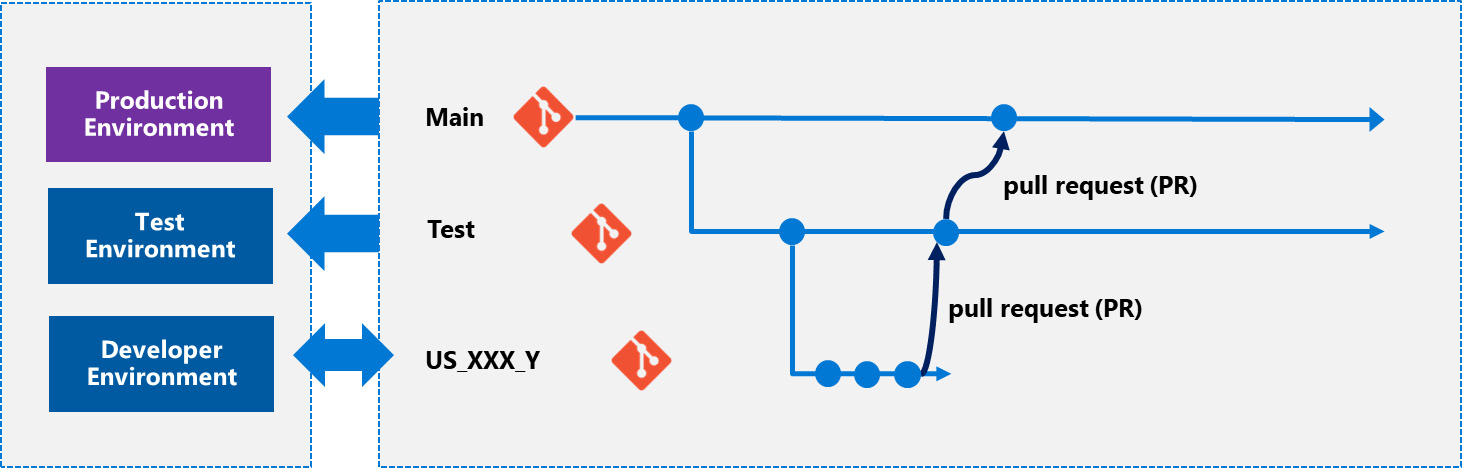 Production
Environment
Main
pull request (PR)
Test
Environment
Test
pull request (PR)
Developer
Environment
US_XXX_Y